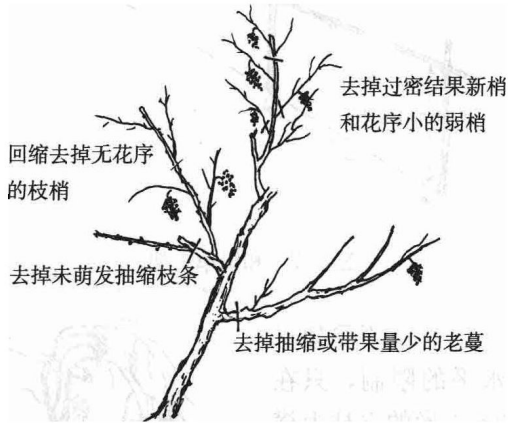 去掉过密结果新梢
和花序小的弱梢
回缩去掉无花序
的枝梢
去掉未萌发抽缩枝条
去掉抽缩或带果量少的老蔓